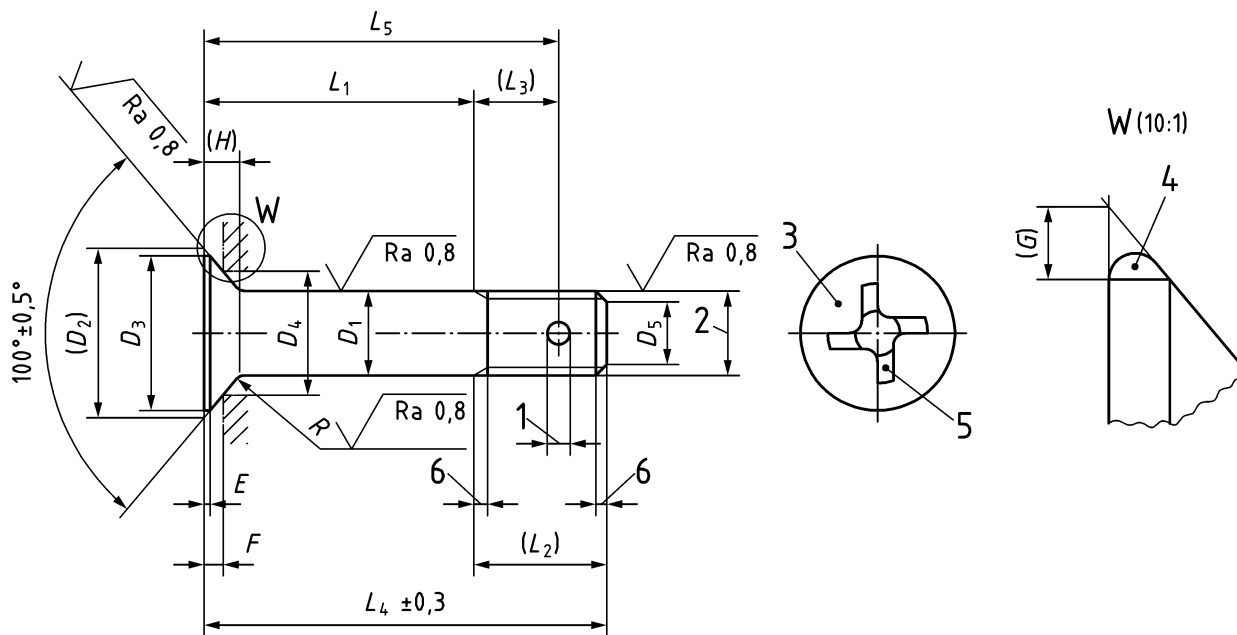 L5
L1
(L3)
Ra 0,8
(H)
W
W (10:1)
4
(G)
Ra 0,8
Ra 0,8
3
100°±0,5°
(D2)
D3
D4
D1
D5
2
R
Ra 0,8
1
5
6
6
E
F
(L2)
L4 ±0,3